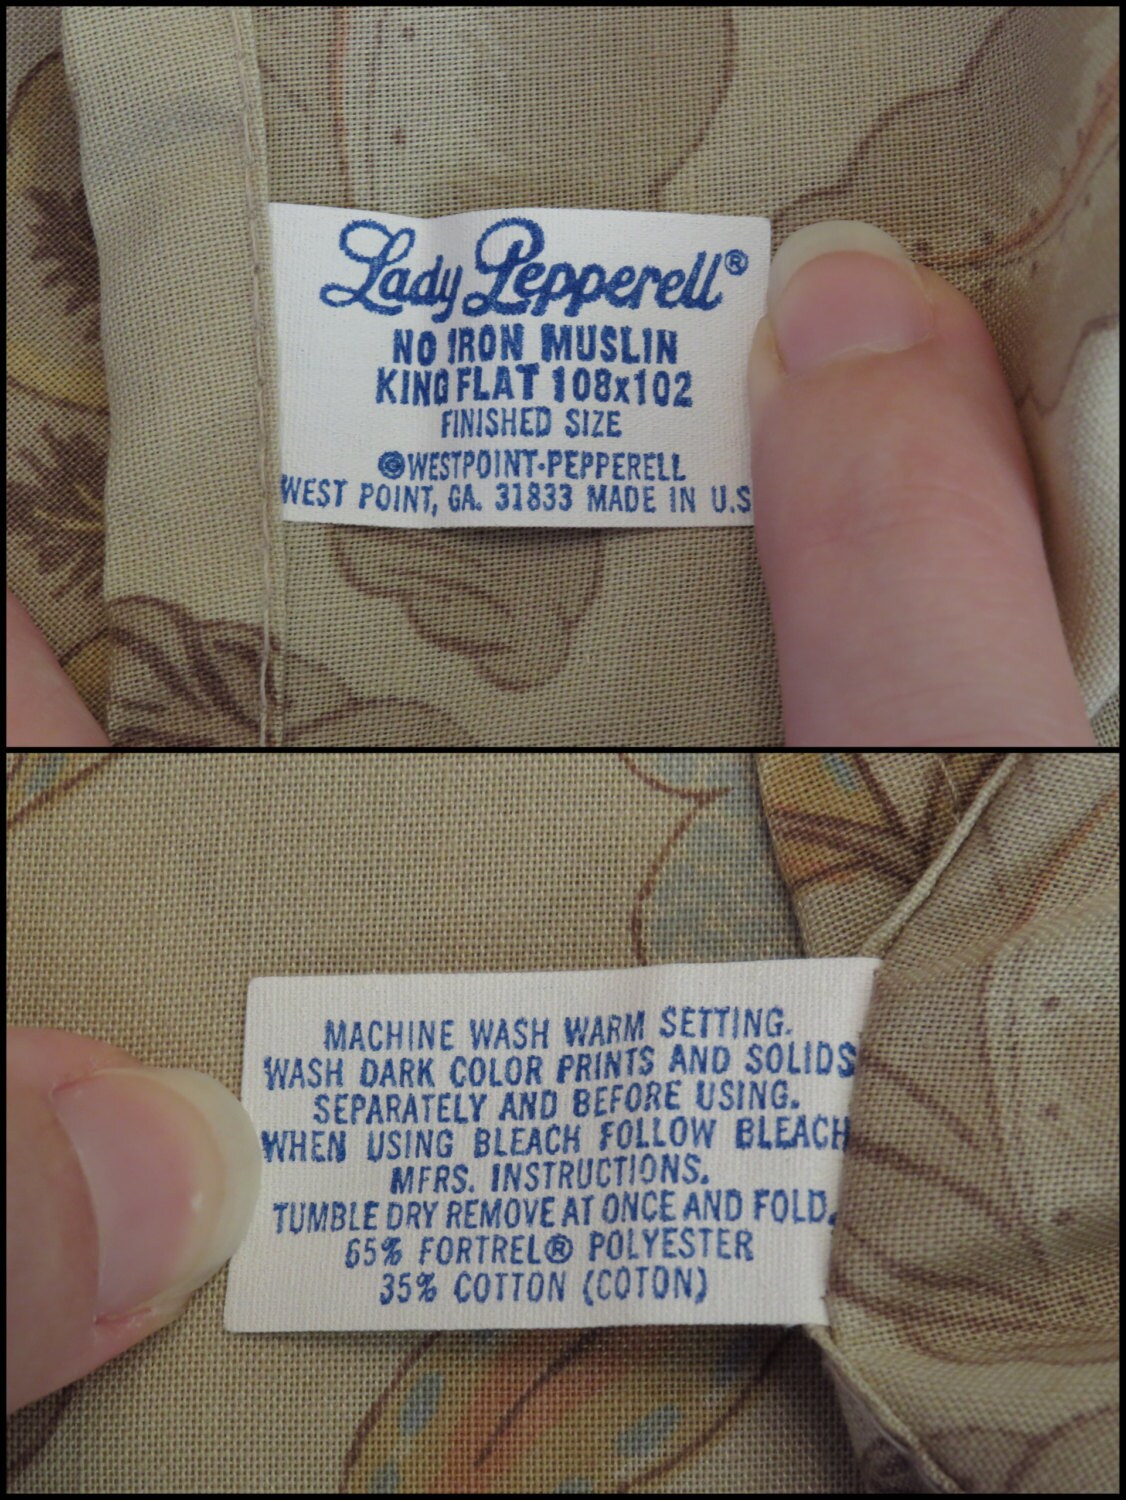 Lady Pepperell®
NO IRON MUSLIN
KING FLAT 108x102
FINISHED SIZE
©WESTPOINT-PEPPERELL
WEST POINT, GA. 31833 MADE IN U.S
MACHINE WASH WARM SETTING.
WASH DARK COLOR PRINTS AND SOLIDS
SEPARATELY AND BEFORE USING.
WHEN USING BLEACH FOLLOW BLEACH
MFRS. INSTRUCTIONS.
TUMBLE DRY REMOVE AT ONCE AND FOLD.
65% FORTREL® POLYESTER
35% COTTON (COTON)